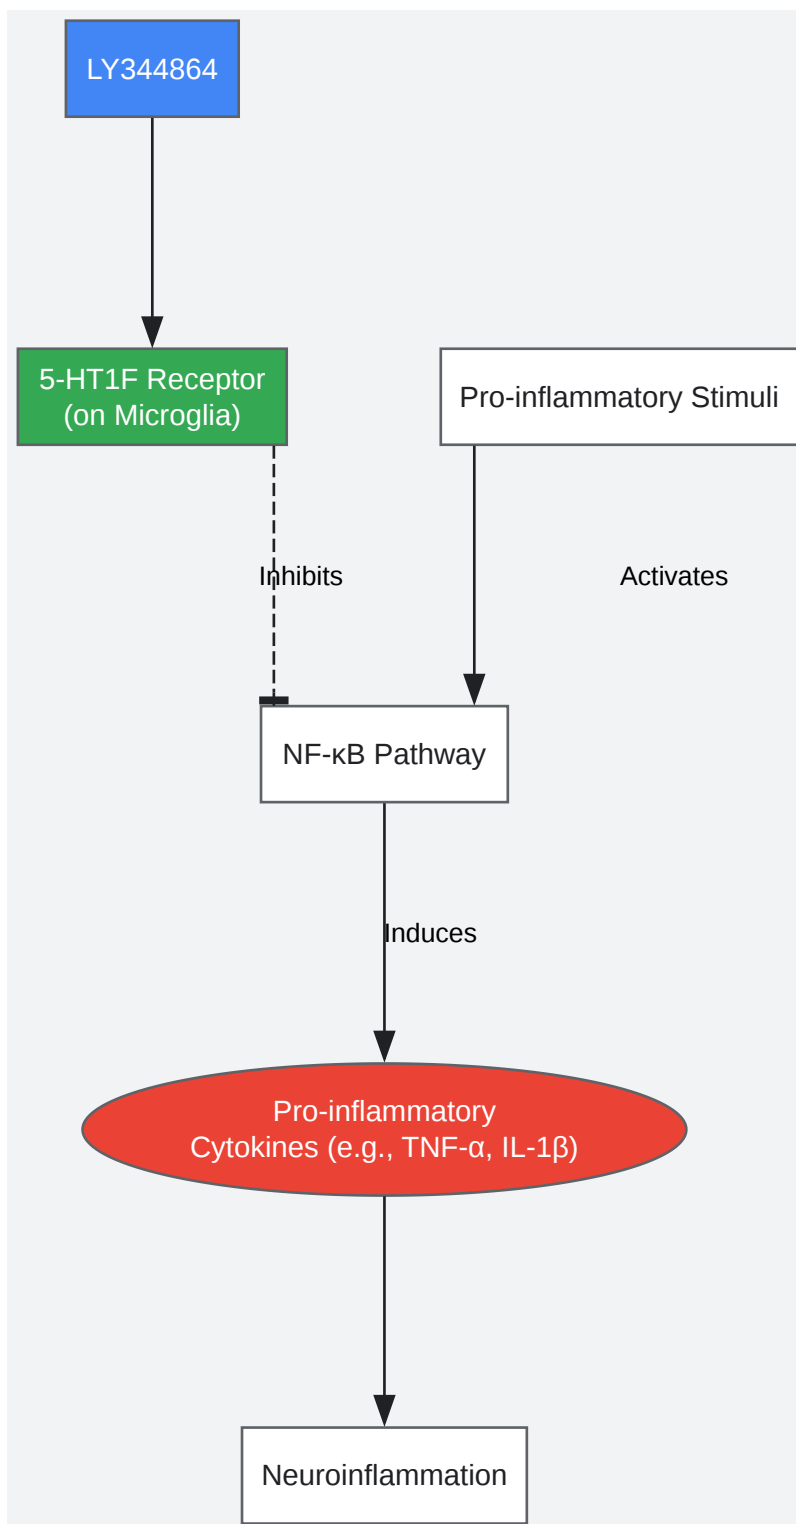 LY344864
5-HT1F Receptor
(on Microglia)
Pro-inflammatory Stimuli
Inhibits
Activates
NF-κB Pathway
Induces
Pro-inflammatory
Cytokines (e.g., TNF-α, IL-1β)
Neuroinflammation